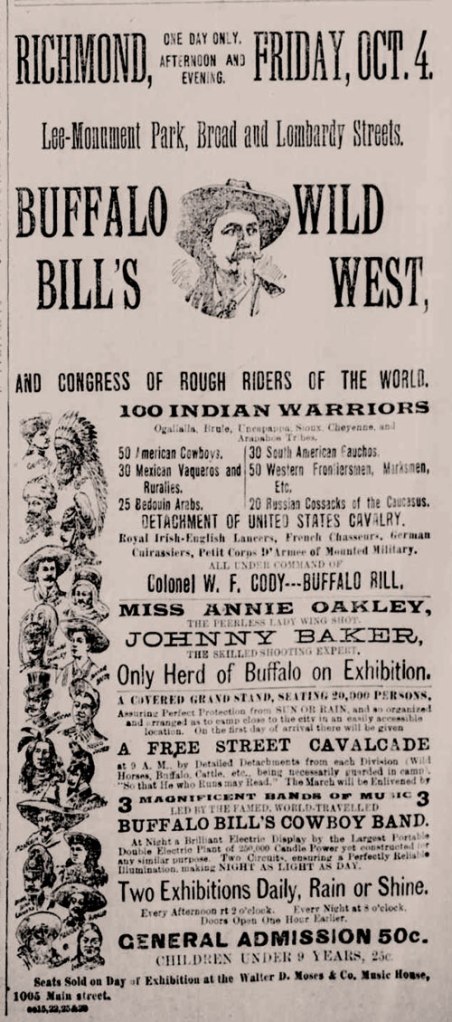 RICHMOND, ONE DAY ONLY. AFTERNOON AND EVENING. FRIDAY, OCT. 4.
Lee-Monument Park, Broad and Lombardy Streets.
BUFFALO WILD
BILL'S WEST,
AND CONGRESS OF ROUGH RIDERS OF THE WORLD.
100 INDIAN WARRIORS
Ogallalla, Brule, Uncapappa, Sioux, Cheyenne, and
Arapahoe Tribes.
50 American Cowboys.
30 Mexican Vaqueros and
Ruralies.
25 Bedouin Arabs.
30 South American Gauchos.
50 Western Frontiersmen, Marksmen,
Etc.
20 Russian Cossacks of the Caucasus.
DETACHMENT OF UNITED STATES CAVALRY.
Royal Irish-English Lancers, French Chasseurs, German
Cuirassiers, Petit Corps D'Armee of Mounted Military.
ALL UNDER COMMAND OF
Colonel W. F. CODY---BUFFALO BILL.
MISS ANNIE OAKLEY,
THE PEERLESS LADY WING SHOT.
JOHNNY BAKER,
THE SKILLED SHOOTING EXPERT.
Only Herd of Buffalo on Exhibition.
A COVERED GRAND STAND, SEATING 20,000 PERSONS,
Assuring Perfect Protection from SUN OR RAIN, and so organized
and arranged as to camp close to the city in an easily accessible
location. On the first day of arrival there will be given
A FREE STREET CAVALCADE
at 9 A. M., by Detailed Detachments from each Division (Wild
Horses, Buffalo, Cattle, etc., being necessarily guarded in camp).
"So that He who Runs may Read." The March will be Enlivened by
3 MAGNIFICENT BANDS OF MUSIC 3
LED BY THE FAMED, WORLD-TRAVELLED
BUFFALO BILL'S COWBOY BAND.
At Night a Brilliant Electric Display by the Largest Portable
Double Electric Plant of 250,000 Candle Power yet constructed for
any similar purpose. Two Circuits, ensuring a Perfectly Reliable
Illumination, making NIGHT AS LIGHT AS DAY.
Two Exhibitions Daily, Rain or Shine.
Every Afternoon at 2 o'clock. Every Night at 8 o'clock.
Doors Open One Hour Earlier.
GENERAL ADMISSION 50c.
CHILDREN UNDER 9 YEARS, 25c.
Seats Sold on Day of Exhibition at the Walter D. Moses & Co. Music House,
1005 Main street.